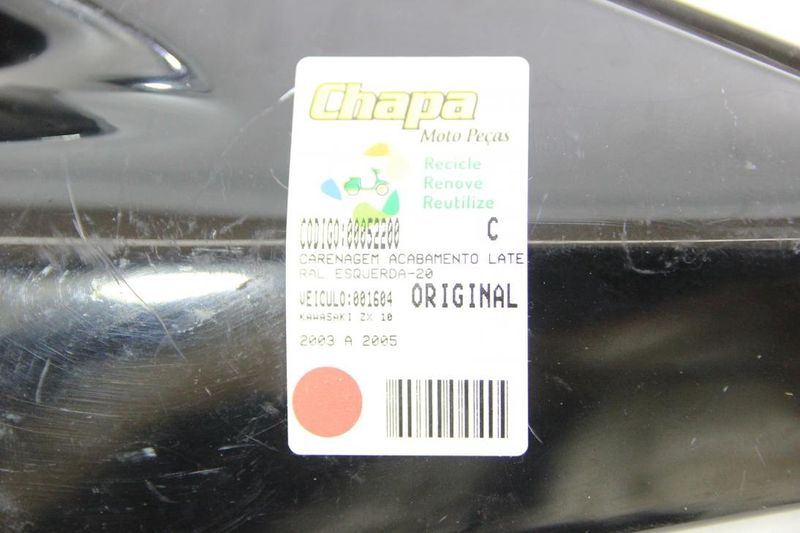 Chapa
Moto Peças
Recicle
Renove
Reutilize
CODIGO:00052200 C
CARENAGEM ACABAMENTO LATE
RAL ESQUERDA-20
VEICULO:001604 ORIGINAL
KAWASAKI ZX 10
2003 A 2005